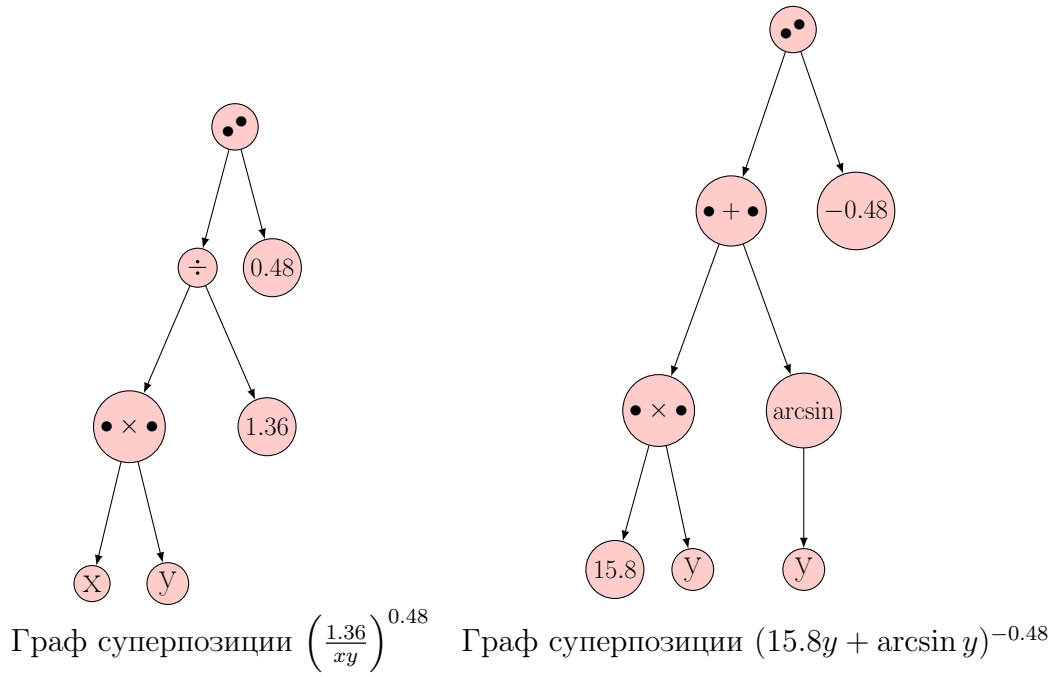 ÷ 0.48
• × • 1.36
x y
Граф суперпозиции (1.36/xy)^0.48
• + • −0.48
• × • arcsin
15.8 y y
Граф суперпозиции (15.8y + arcsin y)^−0.48